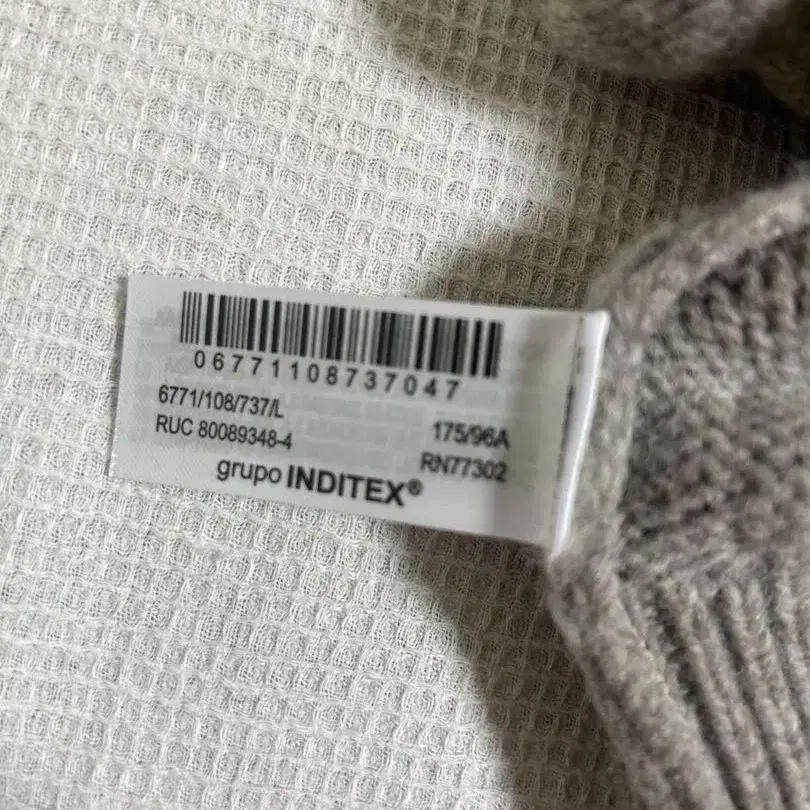 06771108737047
6771/108/737/L
175/96A
RUC 80089348-4
RN77302
grupo INDITEX®